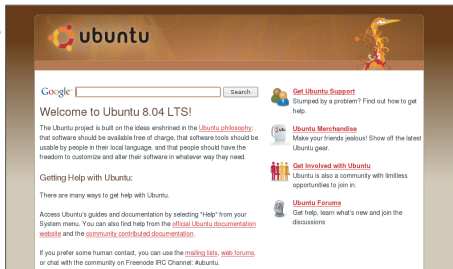 ubuntu
Google
Search
Welcome to Ubuntu 8.04 LTS!
The Ubuntu project is built on the ideas enshrined in the Ubuntu philosophy:
that software should be available free of charge, that software tools should be
usable by people in their local language, and that people should have the
freedom to customize and alter their software in whatever way they need.
Getting Help with Ubuntu:
There are many ways to get help with Ubuntu.
Access Ubuntu's guides and documentation by selecting "Help" from your
System menu. You can also find help from the official Ubuntu documentation
website and the community contributed documentation.
If you prefer some human contact, you can use the mailing lists, web forums,
or chat with the community on Freenode IRC Channel: #ubuntu.
Get Ubuntu Support
Stumped by a problem? Find out how to get
help.
Ubuntu Merchandise
Make your friends jealous! Show off the latest
Ubuntu gear.
Get Involved with Ubuntu
Ubuntu is also a community with limitless
opportunities to join in.
Ubuntu Forums
Get help, learn what's new and join the
discussions